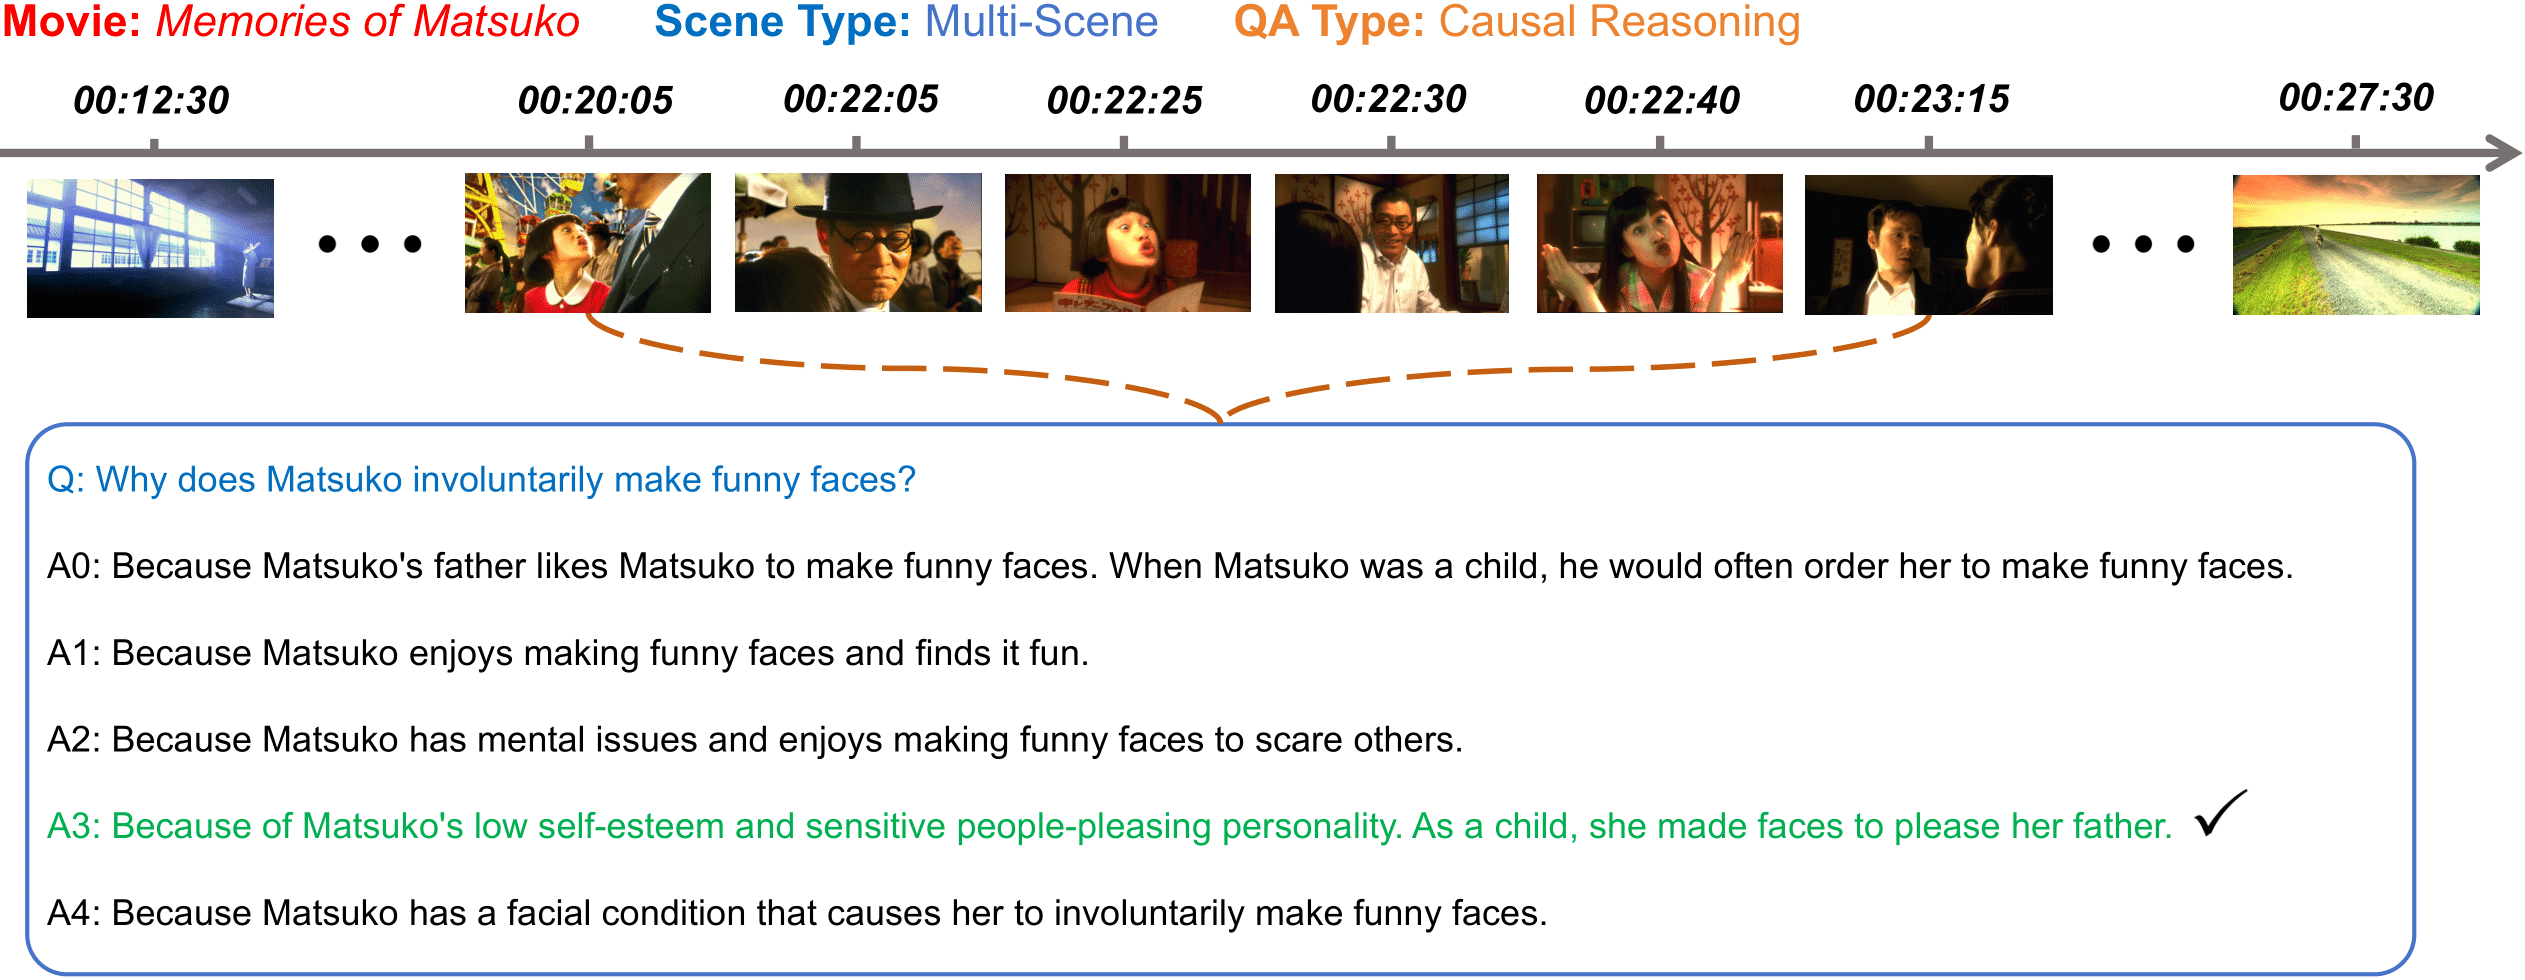 Movie: Memories of Matsuko Scene Type: Multi-Scene QA Type: Causal Reasoning
00:12:30 00:20:05 00:22:05 00:22:25 00:22:30 00:22:40 00:23:15 00:27:30
Q: Why does Matsuko involuntarily make funny faces?
A0: Because Matsuko's father likes Matsuko to make funny faces. When Matsuko was a child, he would often order her to make funny faces.
A1: Because Matsuko enjoys making funny faces and finds it fun.
A2: Because Matsuko has mental issues and enjoys making funny faces to scare others.
A3: Because of Matsuko's low self-esteem and sensitive people-pleasing personality. As a child, she made faces to please her father.
A4: Because Matsuko has a facial condition that causes her to involuntarily make funny faces.